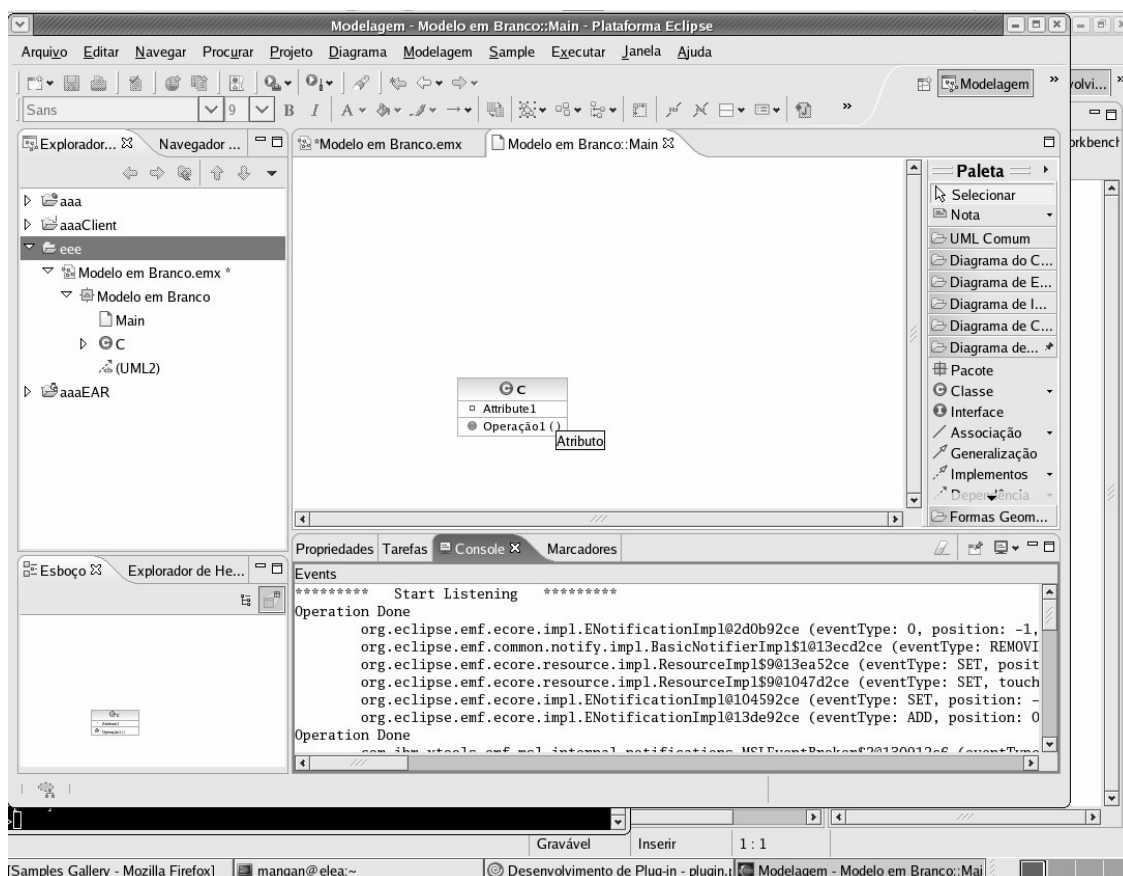 Modelagem - Modelo em Branco::Main - Plataforma Eclipse
Arquivo Editar Navegar Procurar Projeto Diagrama Modelagem Sample Executar Janela Ajuda
Modelagem » volvi... »
Sans 9 B I A »
Explorador... Navegador ... *Modelo em Branco.emx Modelo em Branco::Main orkbench
aaa
aaaClient
eee
Modelo em Branco.emx *
Modelo em Branco
Main
C
(UML2)
aaaEAR
C
Attribute1
Operação1 ()
Atributo
Paleta
Selecionar
Nota
UML Comum
Diagrama do C...
Diagrama de E...
Diagrama de I...
Diagrama de C...
Diagrama de...
Pacote
Classe
Interface
Associação
Generalização
Implementos
Dependência
Formas Geom...
Propriedades Tarefas Console Marcadores
Esboço Explorador de He...
C
Attribute1
Operação1 ()
Events
********* Start Listening *********
Operation Done
org.eclipse.emf.ecore.impl.ENotificationImpl@2d0b92ce (eventType: 0, position: -1,
org.eclipse.emf.common.notify.impl.BasicNotifierImpl$1@13ecd2ce (eventType: REMOVI
org.eclipse.emf.ecore.resource.impl.ResourceImpl$9@13ea52ce (eventType: SET, posit
org.eclipse.emf.ecore.resource.impl.ResourceImpl$9@1047d2ce (eventType: SET, touch
org.eclipse.emf.ecore.impl.ENotificationImpl@104592ce (eventType: SET, position: -
org.eclipse.emf.ecore.impl.ENotificationImpl@13de92ce (eventType: ADD, position: 0
Operation Done
Gravável Inserir 1 : 1
[Samples Gallery - Mozilla Firefox] mangan@elea:~ Desenvolvimento de Plug-in - plugin. Modelagem - Modelo em Branco::Mai